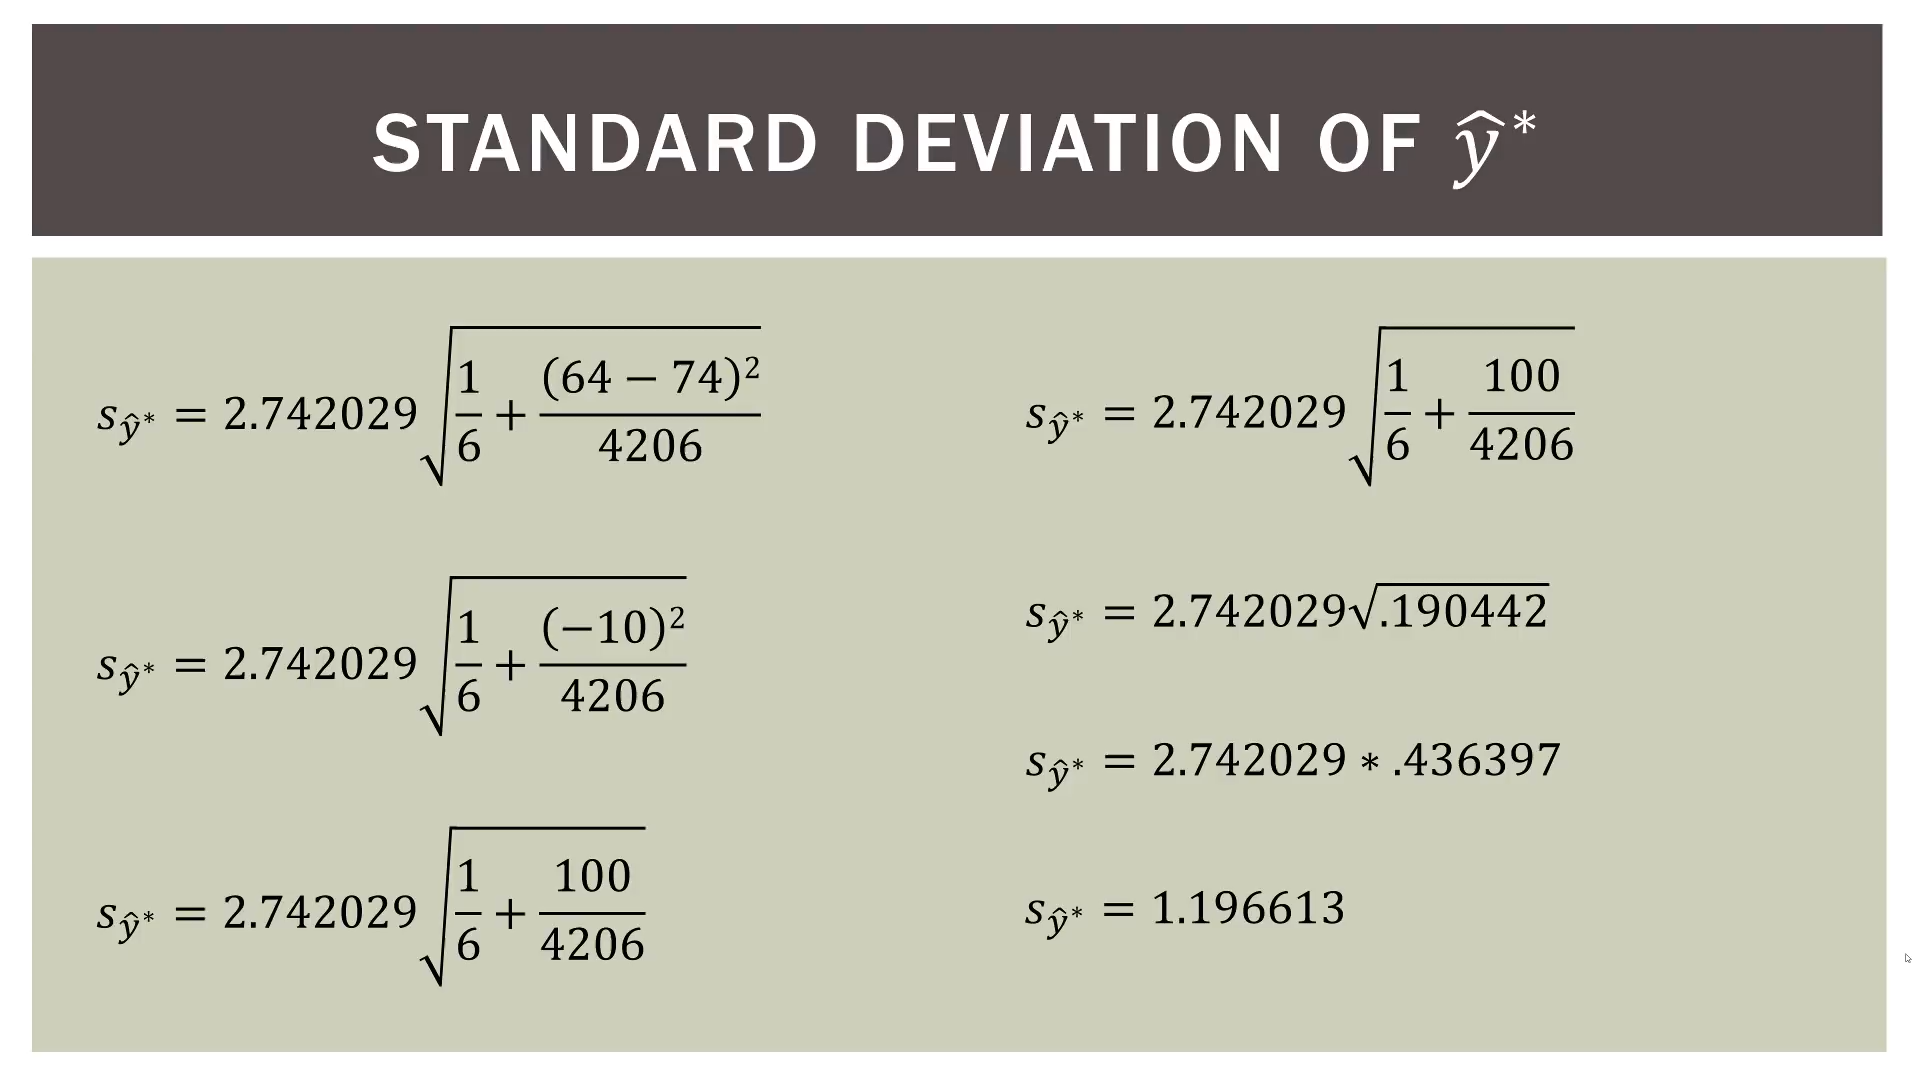 STANDARD DEVIATION OF ŷ*
s_ŷ* = 2.742029√(1/6 + (64 − 74)²/4206)
s_ŷ* = 2.742029√(1/6 + (−10)²/4206)
s_ŷ* = 2.742029√(1/6 + 100/4206)
s_ŷ* = 2.742029√(1/6 + 100/4206)
s_ŷ* = 2.742029√.190442
s_ŷ* = 2.742029 * .436397
s_ŷ* = 1.196613